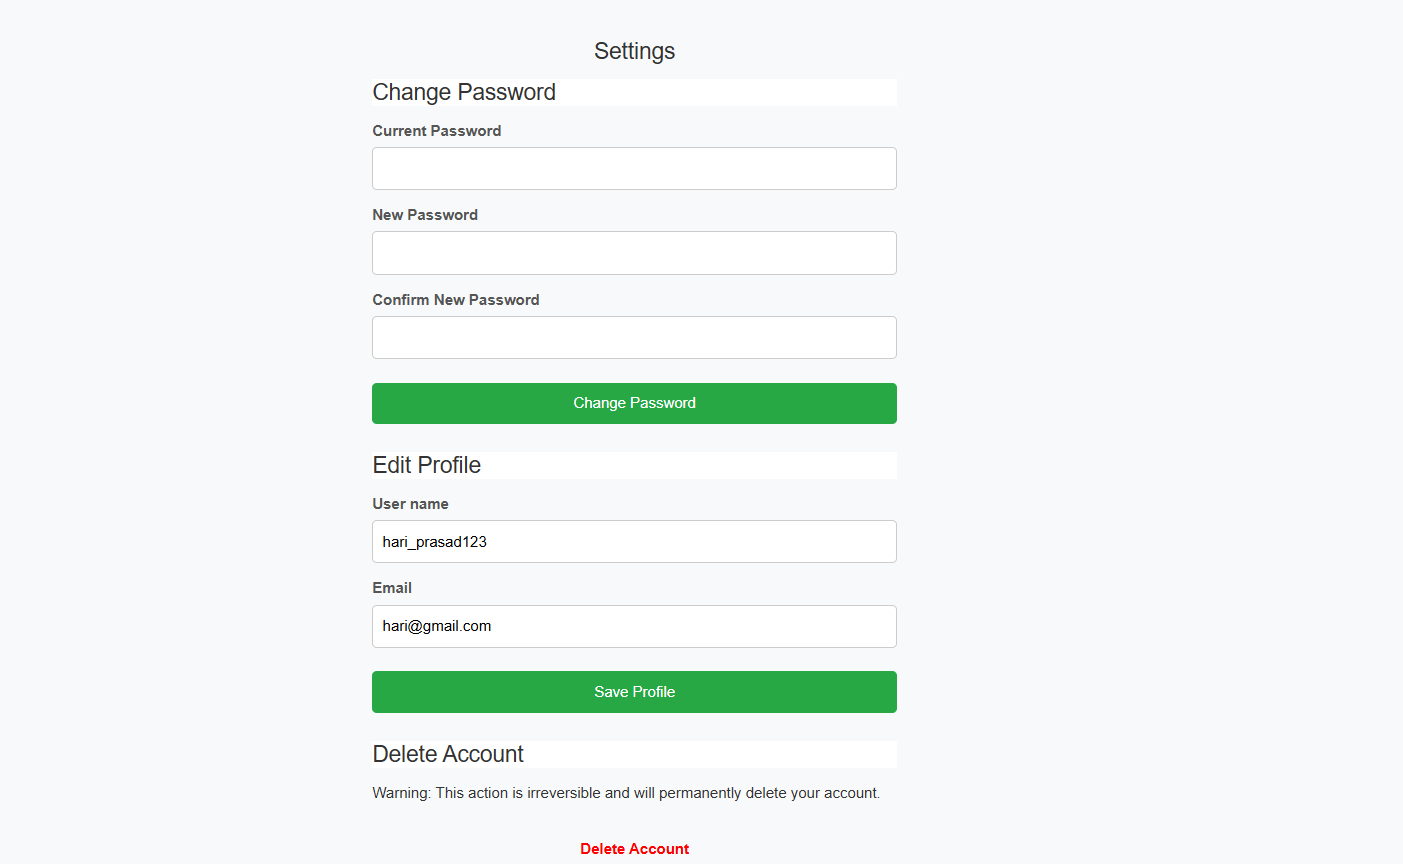 Settings
Change Password
Current Password
New Password
Confirm New Password
Change Password
Edit Profile
User name
hari_prasad123
Email
hari@gmail.com
Save Profile
Delete Account
Warning: This action is irreversible and will permanently delete your account.
Delete Account